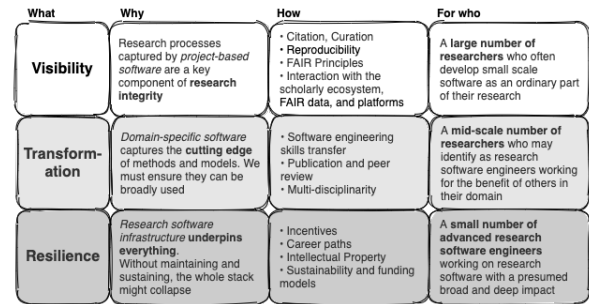 What Why How For who
Visibility
Research processes
captured by project-based
software are a key
component of research
integrity
• Citation, Curation
• Reproducibility
• FAIR Principles
• Interaction with the
scholarly ecosystem,
FAIR data, and platforms
A large number of
researchers who often
develop small scale
software as an ordinary part
of their research
Transform-
ation
Domain-specific software
captures the cutting edge
of methods and models. We
must ensure they can be
broadly used
• Software engineering
skills transfer
• Publication and peer
review
• Multi-disciplinarity
A mid-scale number of
researchers who may
identify as research
software engineers working
for the benefit of others in
their domain
Resilience
Research software
infrastructure underpins
everything.
Without maintaining and
sustaining, the whole stack
might collapse
• Incentives
• Career paths
• Intellectual Property
• Sustainability and funding
models
A small number of
advanced research
software engineers
working on research
software with a presumed
broad and deep impact